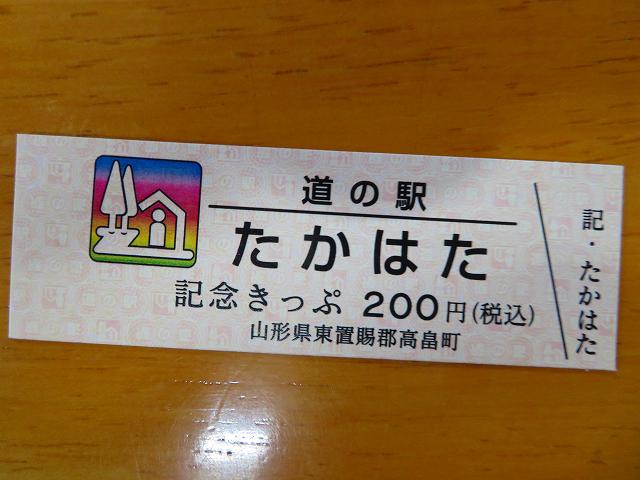 道の駅
たかはた
記念きっぷ 200円(税込)
山形県東置賜郡高畠町
記・たかはた